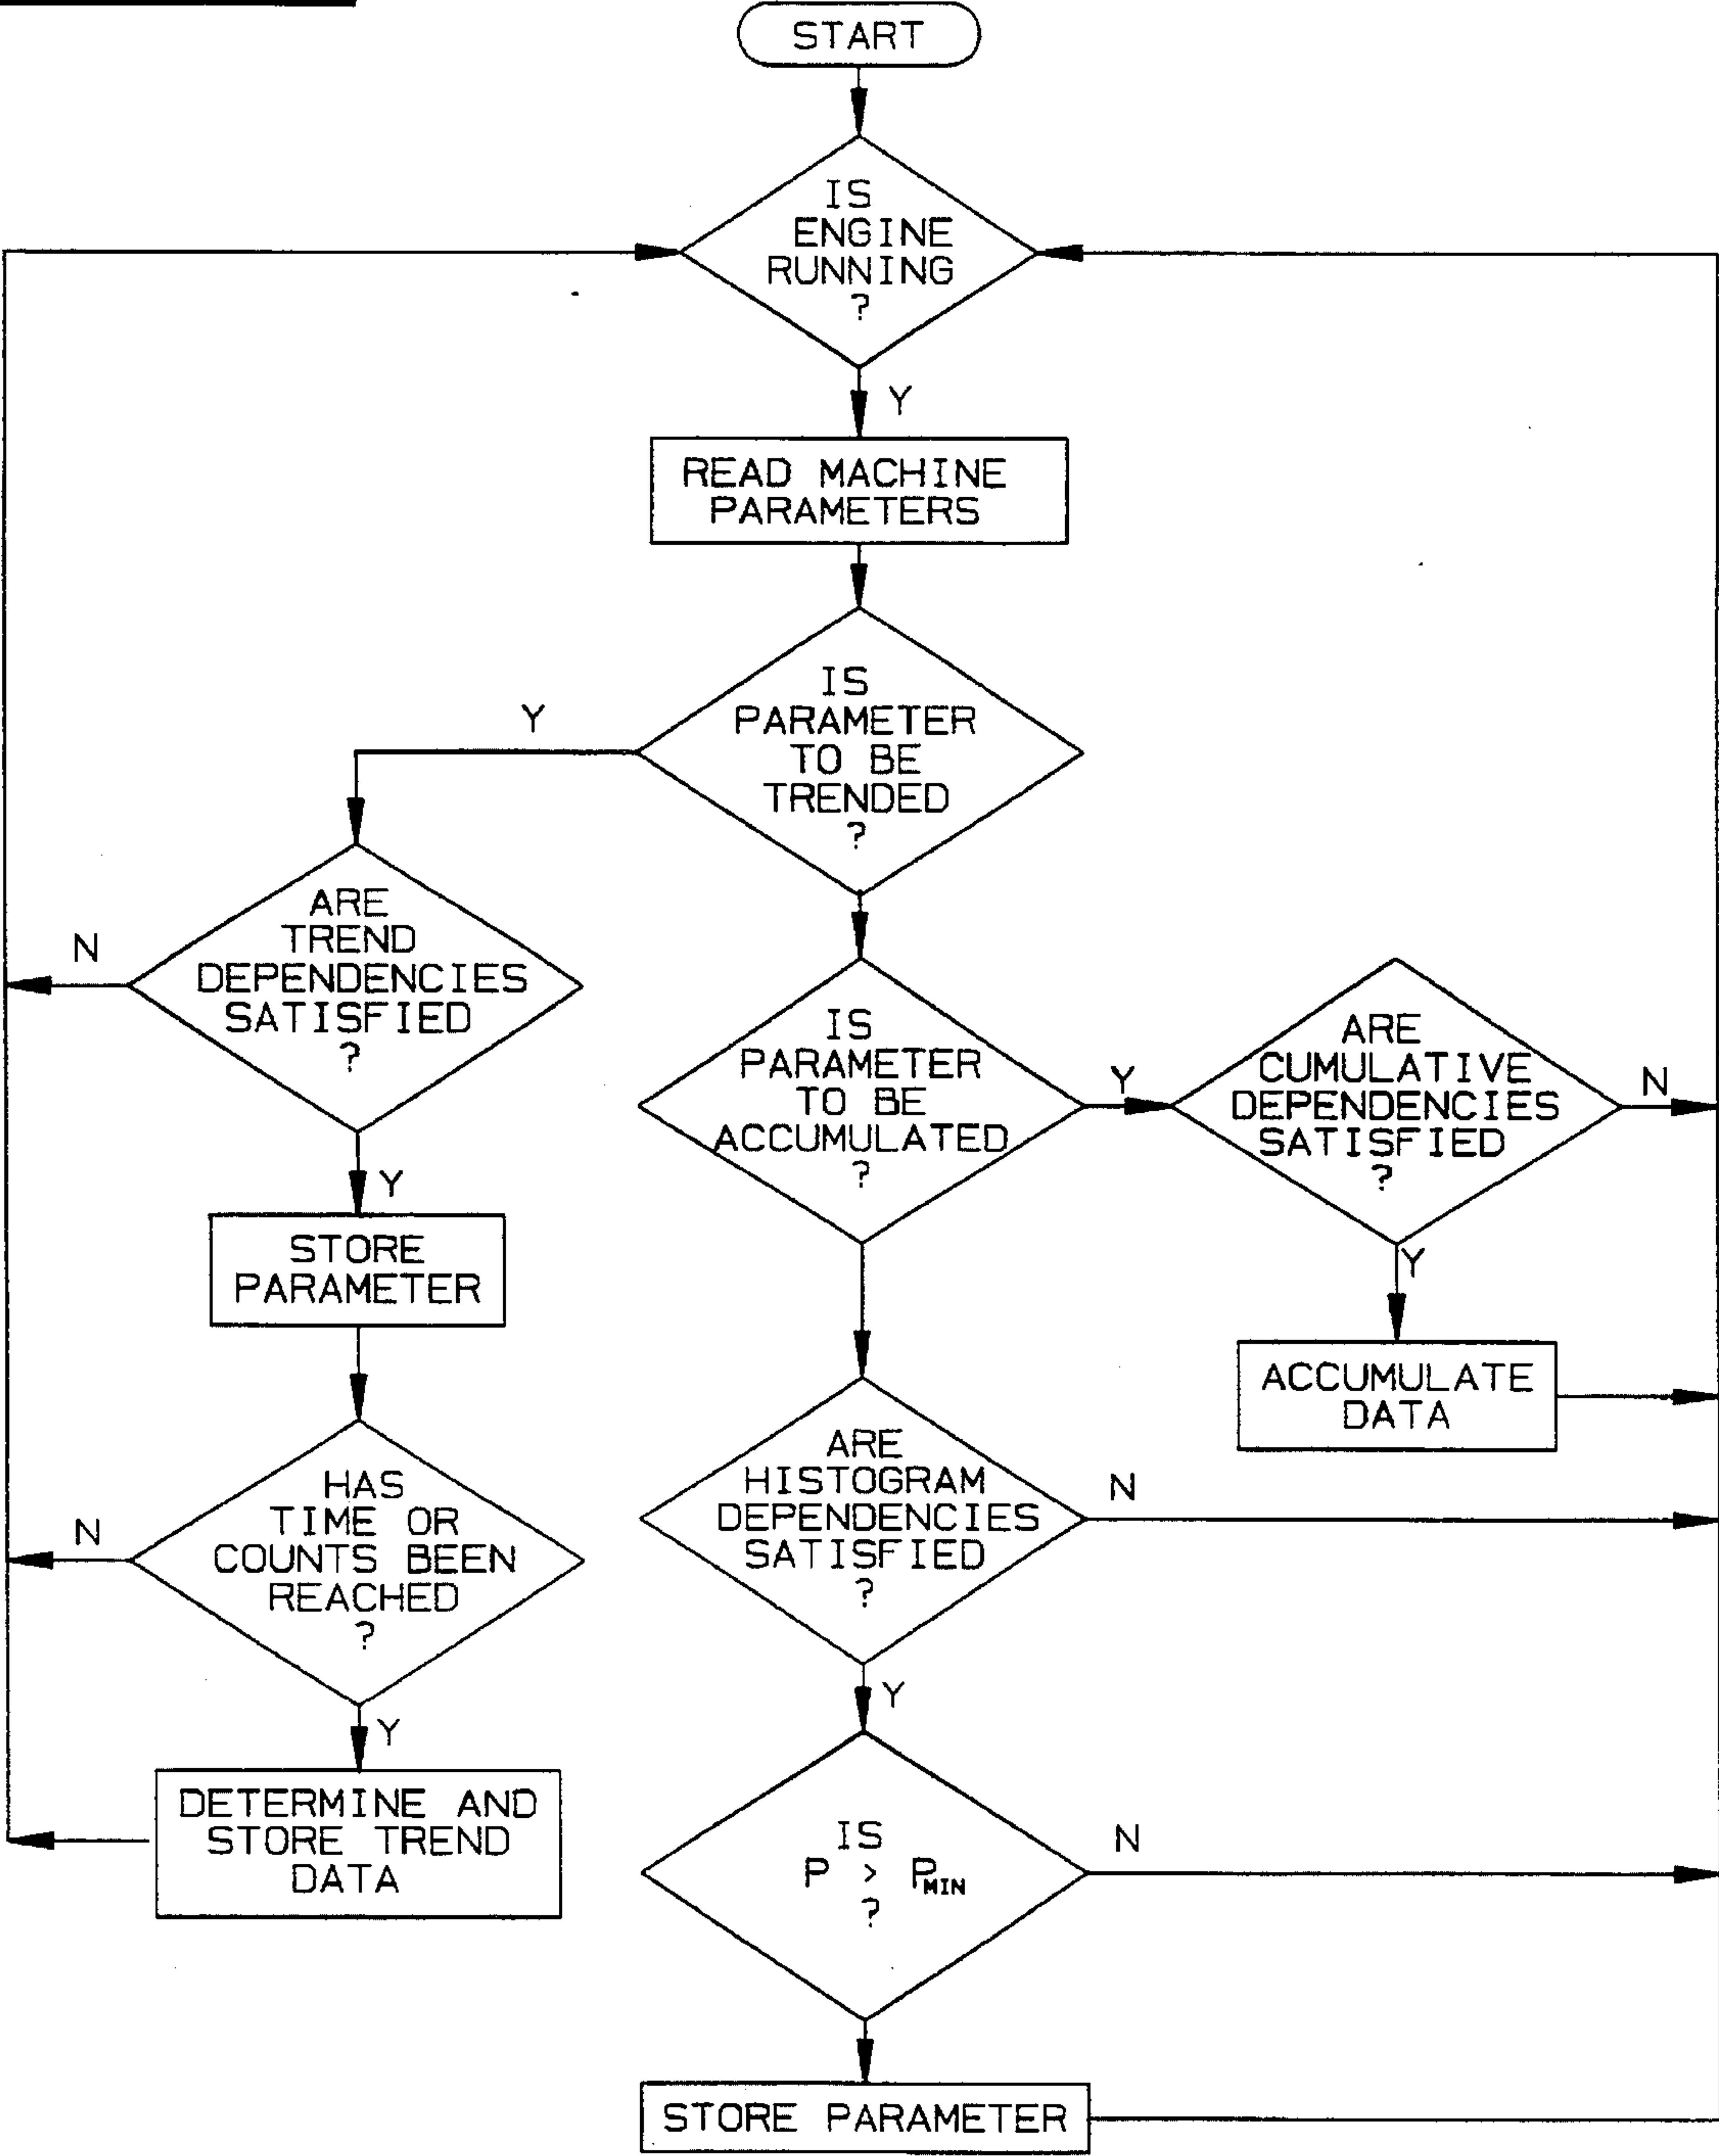 START
IS
ENGINE
RUNNING
?
Y
READ MACHINE
PARAMETERS
IS
PARAMETER
TO BE
TRENDED
?
Y
ARE
TREND
DEPENDENCIES
SATISFIED
?
N
Y
STORE
PARAMETER
HAS
TIME OR
COUNTS BEEN
REACHED
?
N
Y
DETERMINE AND
STORE TREND
DATA
IS
PARAMETER
TO BE
ACCUMULATED
?
Y
ARE
CUMULATIVE
DEPENDENCIES
SATISFIED
?
N
Y
ACCUMULATE
DATA
ARE
HISTOGRAM
DEPENDENCIES
SATISFIED
?
N
Y
IS
P > PMIN
?
N
STORE PARAMETER